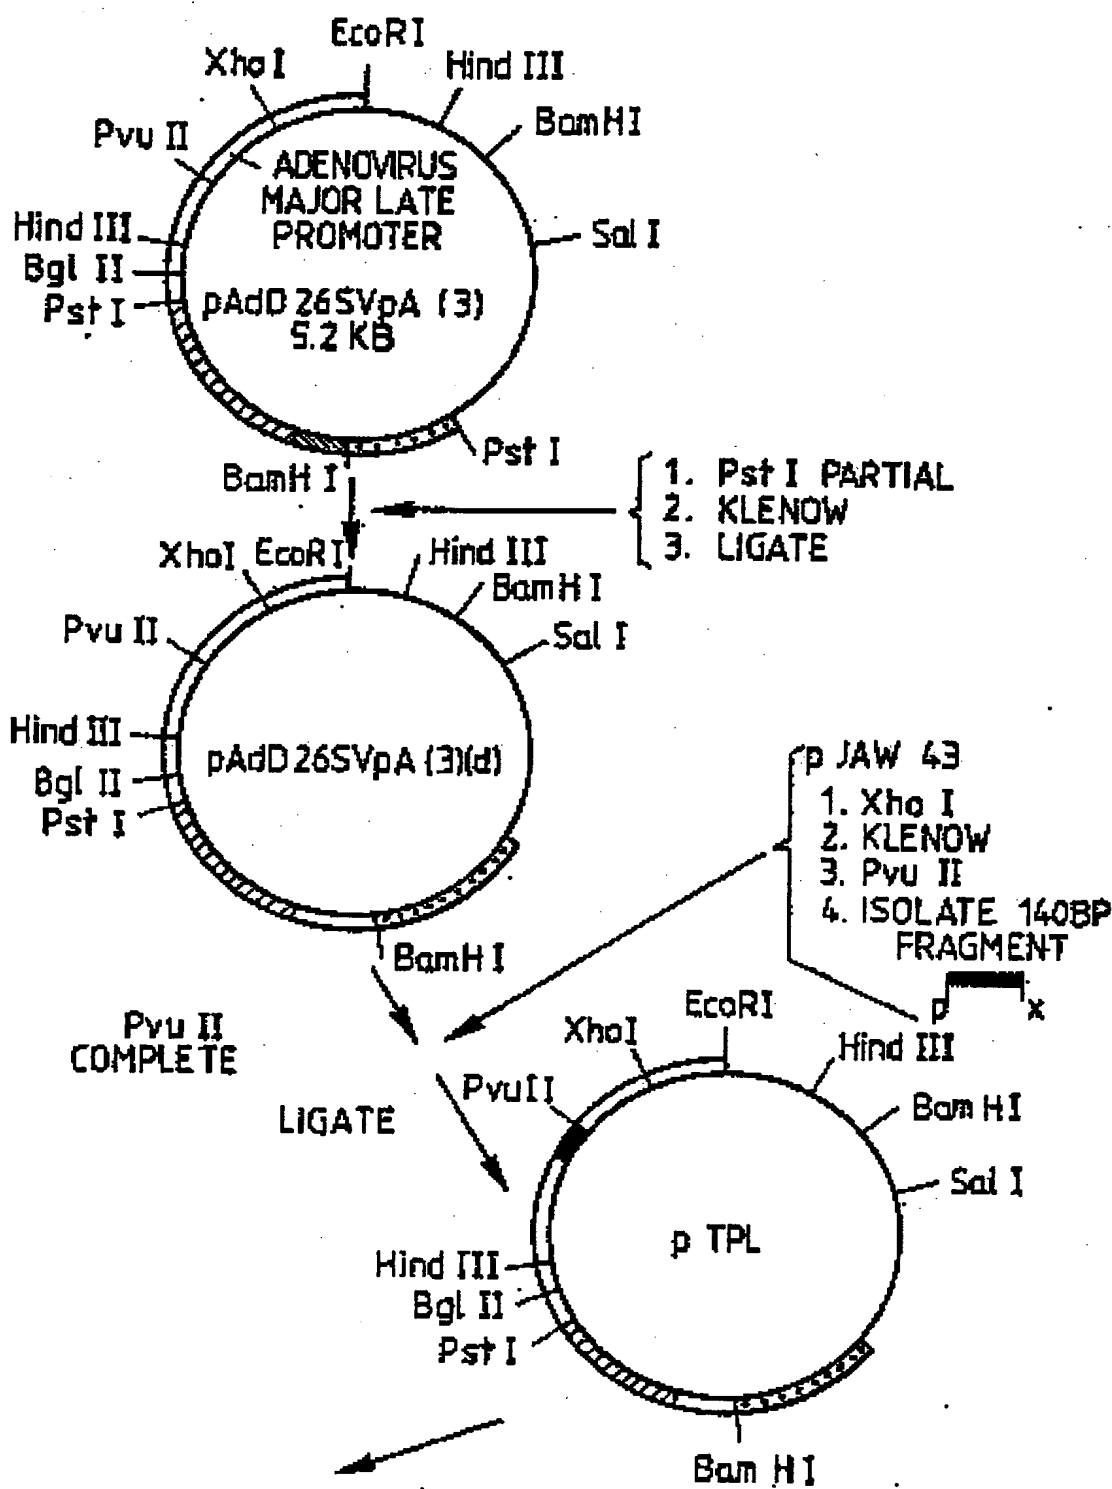 EcoRI
Xho I
Hind III
BamHI
Pvu II
ADENOVIRUS
MAJOR LATE
PROMOTER
Hind III
Sal I
Bgl II
Pst I
pAdD 26SVpA (3)
5.2 KB
Pst I
BamH I
1. Pst I PARTIAL
2. KLENOW
3. LIGATE
XhoI
EcoRI
Hind III
BamH I
Pvu II
Sal I
Hind III
pAdD 26SVpA (3)(d)
Bgl II
Pst I
p JAW 43
1. Xho I
2. KLENOW
3. Pvu II
4. ISOLATE 140BP
FRAGMENT
p
x
BamH I
Pvu II
COMPLETE
LIGATE
EcoRI
XhoI
Hind III
PvuII
Bam HI
Sal I
p TPL
Hind III
Bgl II
Pst I
Bam HI